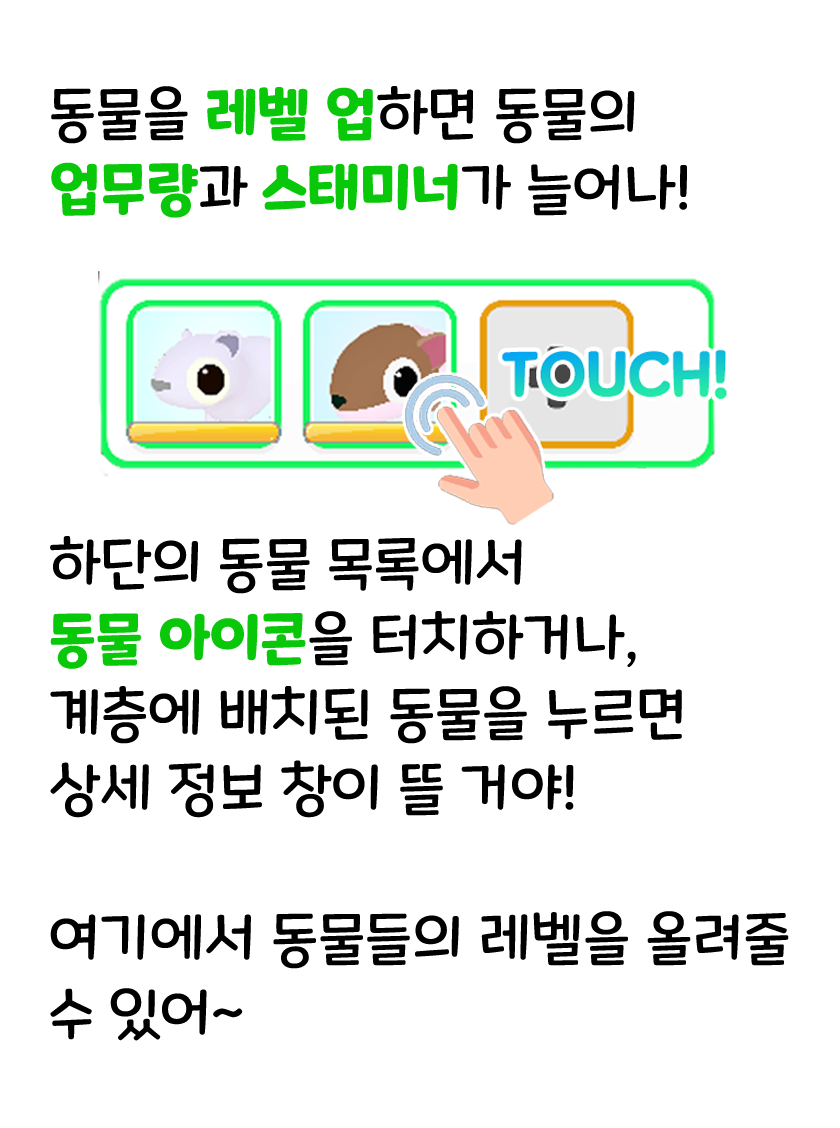 동물을 레벨 업하면 동물의
업무량과 스태미너가 늘어나!
TOUCH!
하단의 동물 목록에서
동물 아이콘을 터치하거나,
계층에 배치된 동물을 누르면
상세 정보 창이 뜰 거야!
여기에서 동물들의 레벨을 올려줄
수 있어~